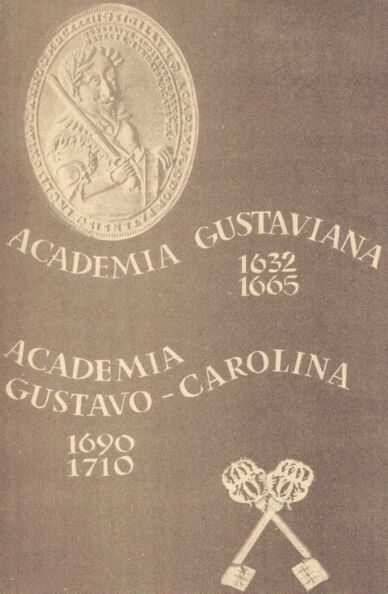 ACADEMIA GUSTAVIANA
1632
1665
ACADEMIA
GUSTAVO - CAROLINA
1690
1710